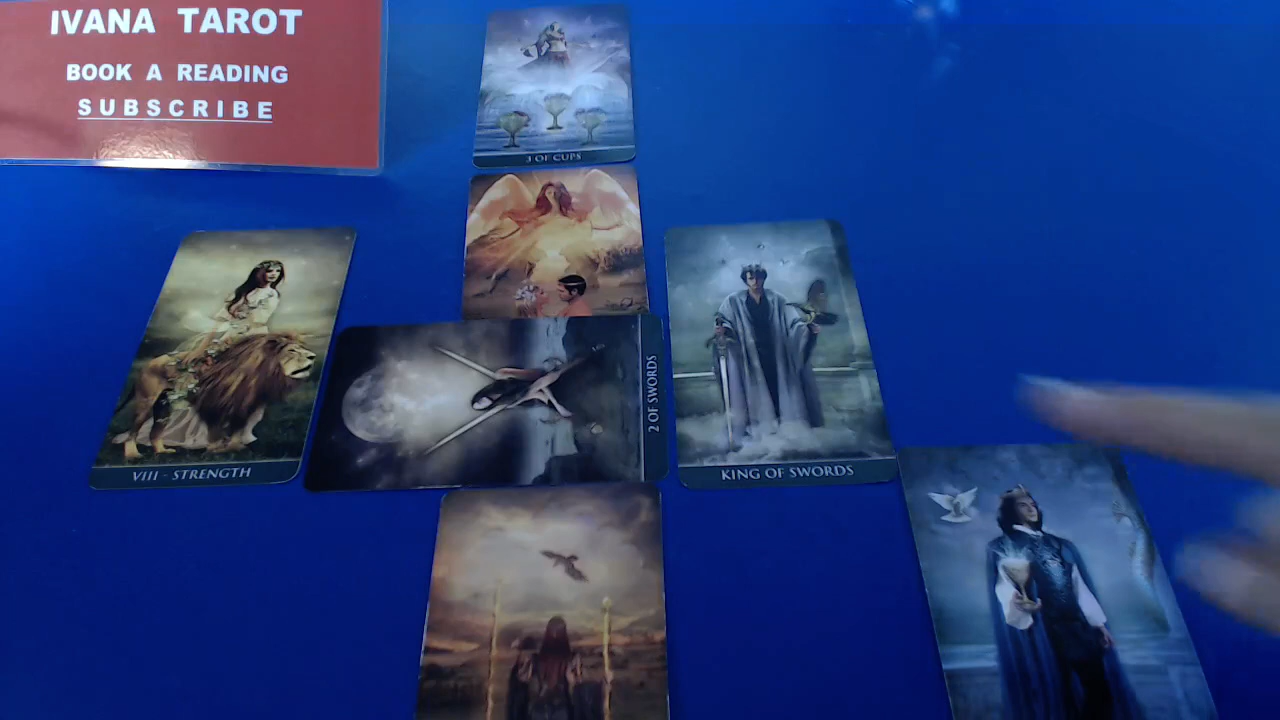 IVANA TAROT
BOOK A READING
SUBSCRIBE
3 OF CUPS
2 OF SWORDS
VIII - STRENGTH
KING OF SWORDS